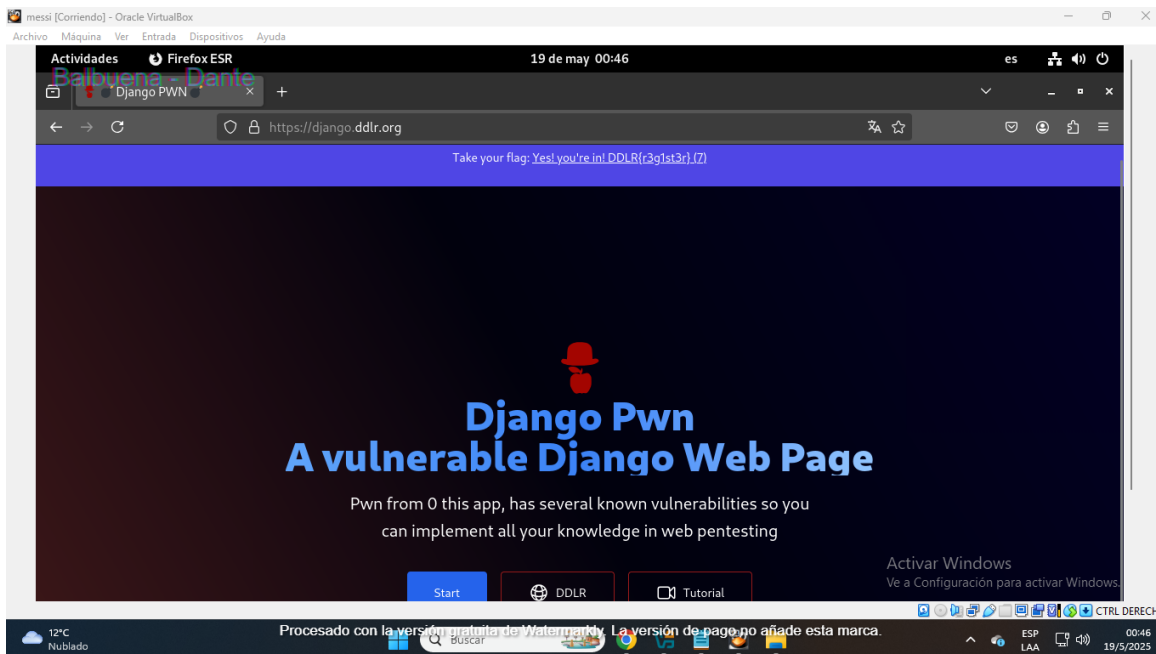 messi [Corriendo] - Oracle VirtualBox
Archivo Máquina Ver Entrada Dispositivos Ayuda
Actividades Firefox ESR 19 de may 00:46 es
Balbuena - Dante
Django PWN
https://django.ddlr.org
Take your flag: Yes! you're in! DDLR{r3g1st3r} (7)
Django Pwn
A vulnerable Django Web Page
Pwn from 0 this app, has several known vulnerabilities so you
can implement all your knowledge in web pentesting
Start DDLR Tutorial
Activar Windows
Ve a Configuración para activar Windows.
CTRL DERECH
Procesado con la versión gratuita de Watermarkly. La versión de pago no añade esta marca.
12°C
Nublado
Buscar
ESP
LAA
00:46
19/5/2025